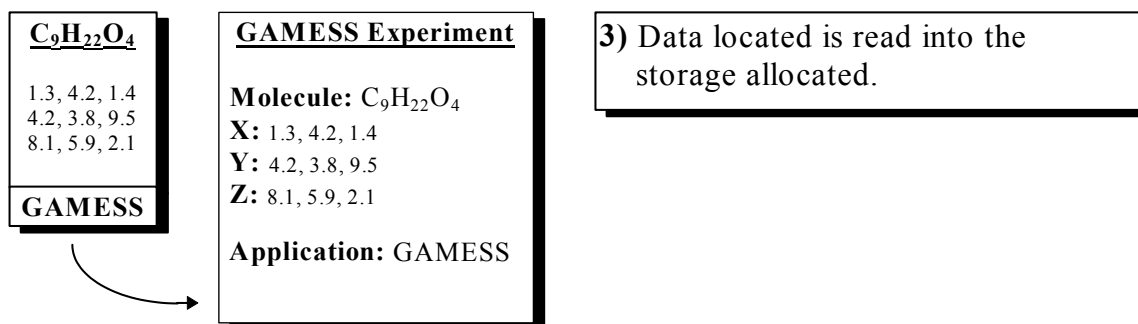 C₉H₂₂O₄
1.3, 4.2, 1.4
4.2, 3.8, 9.5
8.1, 5.9, 2.1
GAMESS
GAMESS Experiment
Molecule: C₉H₂₂O₄
X: 1.3, 4.2, 1.4
Y: 4.2, 3.8, 9.5
Z: 8.1, 5.9, 2.1
Application: GAMESS
3) Data located is read into the
storage allocated.